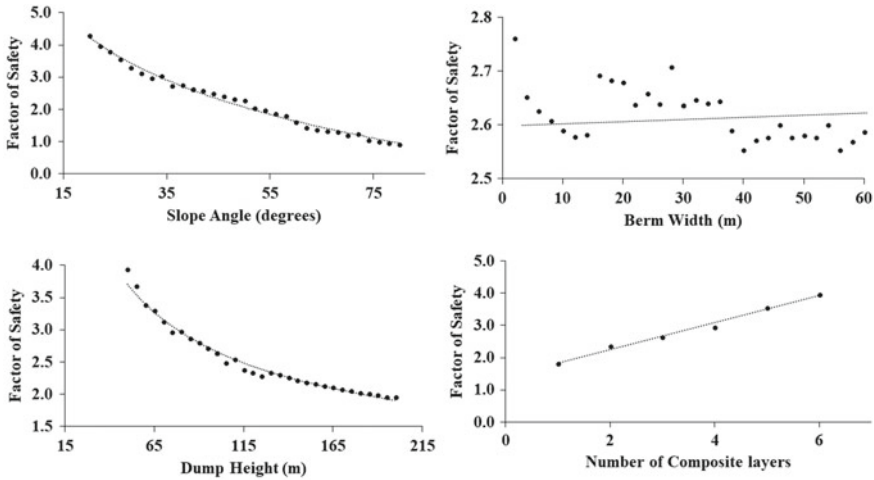 5.0
4.0
3.0
2.0
1.0
0.0
Factor of Safety
15 35 55 75
Slope Angle (degrees)
2.8
2.7
2.6
2.5
Factor of Safety
0 10 20 30 40 50 60
Berm Width (m)
4.0
3.5
3.0
2.5
2.0
1.5
Factor of Safety
15 65 115 165 215
Dump Height (m)
5.0
4.0
3.0
2.0
1.0
0.0
Factor of Safety
0 2 4 6
Number of Composite layers